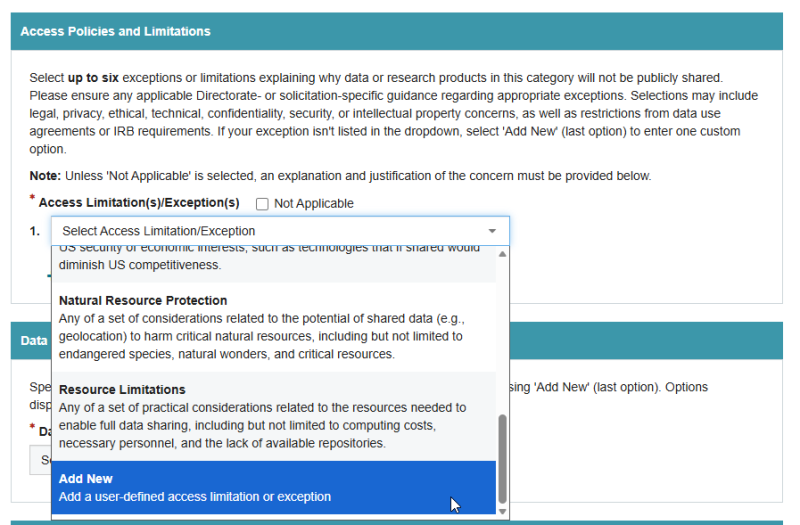 Access Policies and Limitations
Select up to six exceptions or limitations explaining why data or research products in this category will not be publicly shared.
Please ensure any applicable Directorate- or solicitation-specific guidance regarding appropriate exceptions. Selections may include
legal, privacy, ethical, technical, confidentiality, security, or intellectual property concerns, as well as restrictions from data use
agreements or IRB requirements. If your exception isn't listed in the dropdown, select 'Add New' (last option) to enter one custom
option.
Note: Unless 'Not Applicable' is selected, an explanation and justification of the concern must be provided below.
* Access Limitation(s)/Exception(s) Not Applicable
1. Select Access Limitation/Exception
US security or economic interests, such as technologies that if shared would
diminish US competitiveness.
Natural Resource Protection
Any of a set of considerations related to the potential of shared data (e.g.,
geolocation) to harm critical natural resources, including but not limited to
endangered species, natural wonders, and critical resources.
Data
Resource Limitations
Spe
sing 'Add New' (last option). Options
Any of a set of practical considerations related to the resources needed to
disp
enable full data sharing, including but not limited to computing costs,
* Da
necessary personnel, and the lack of available repositories.
Add New
Add a user-defined access limitation or exception